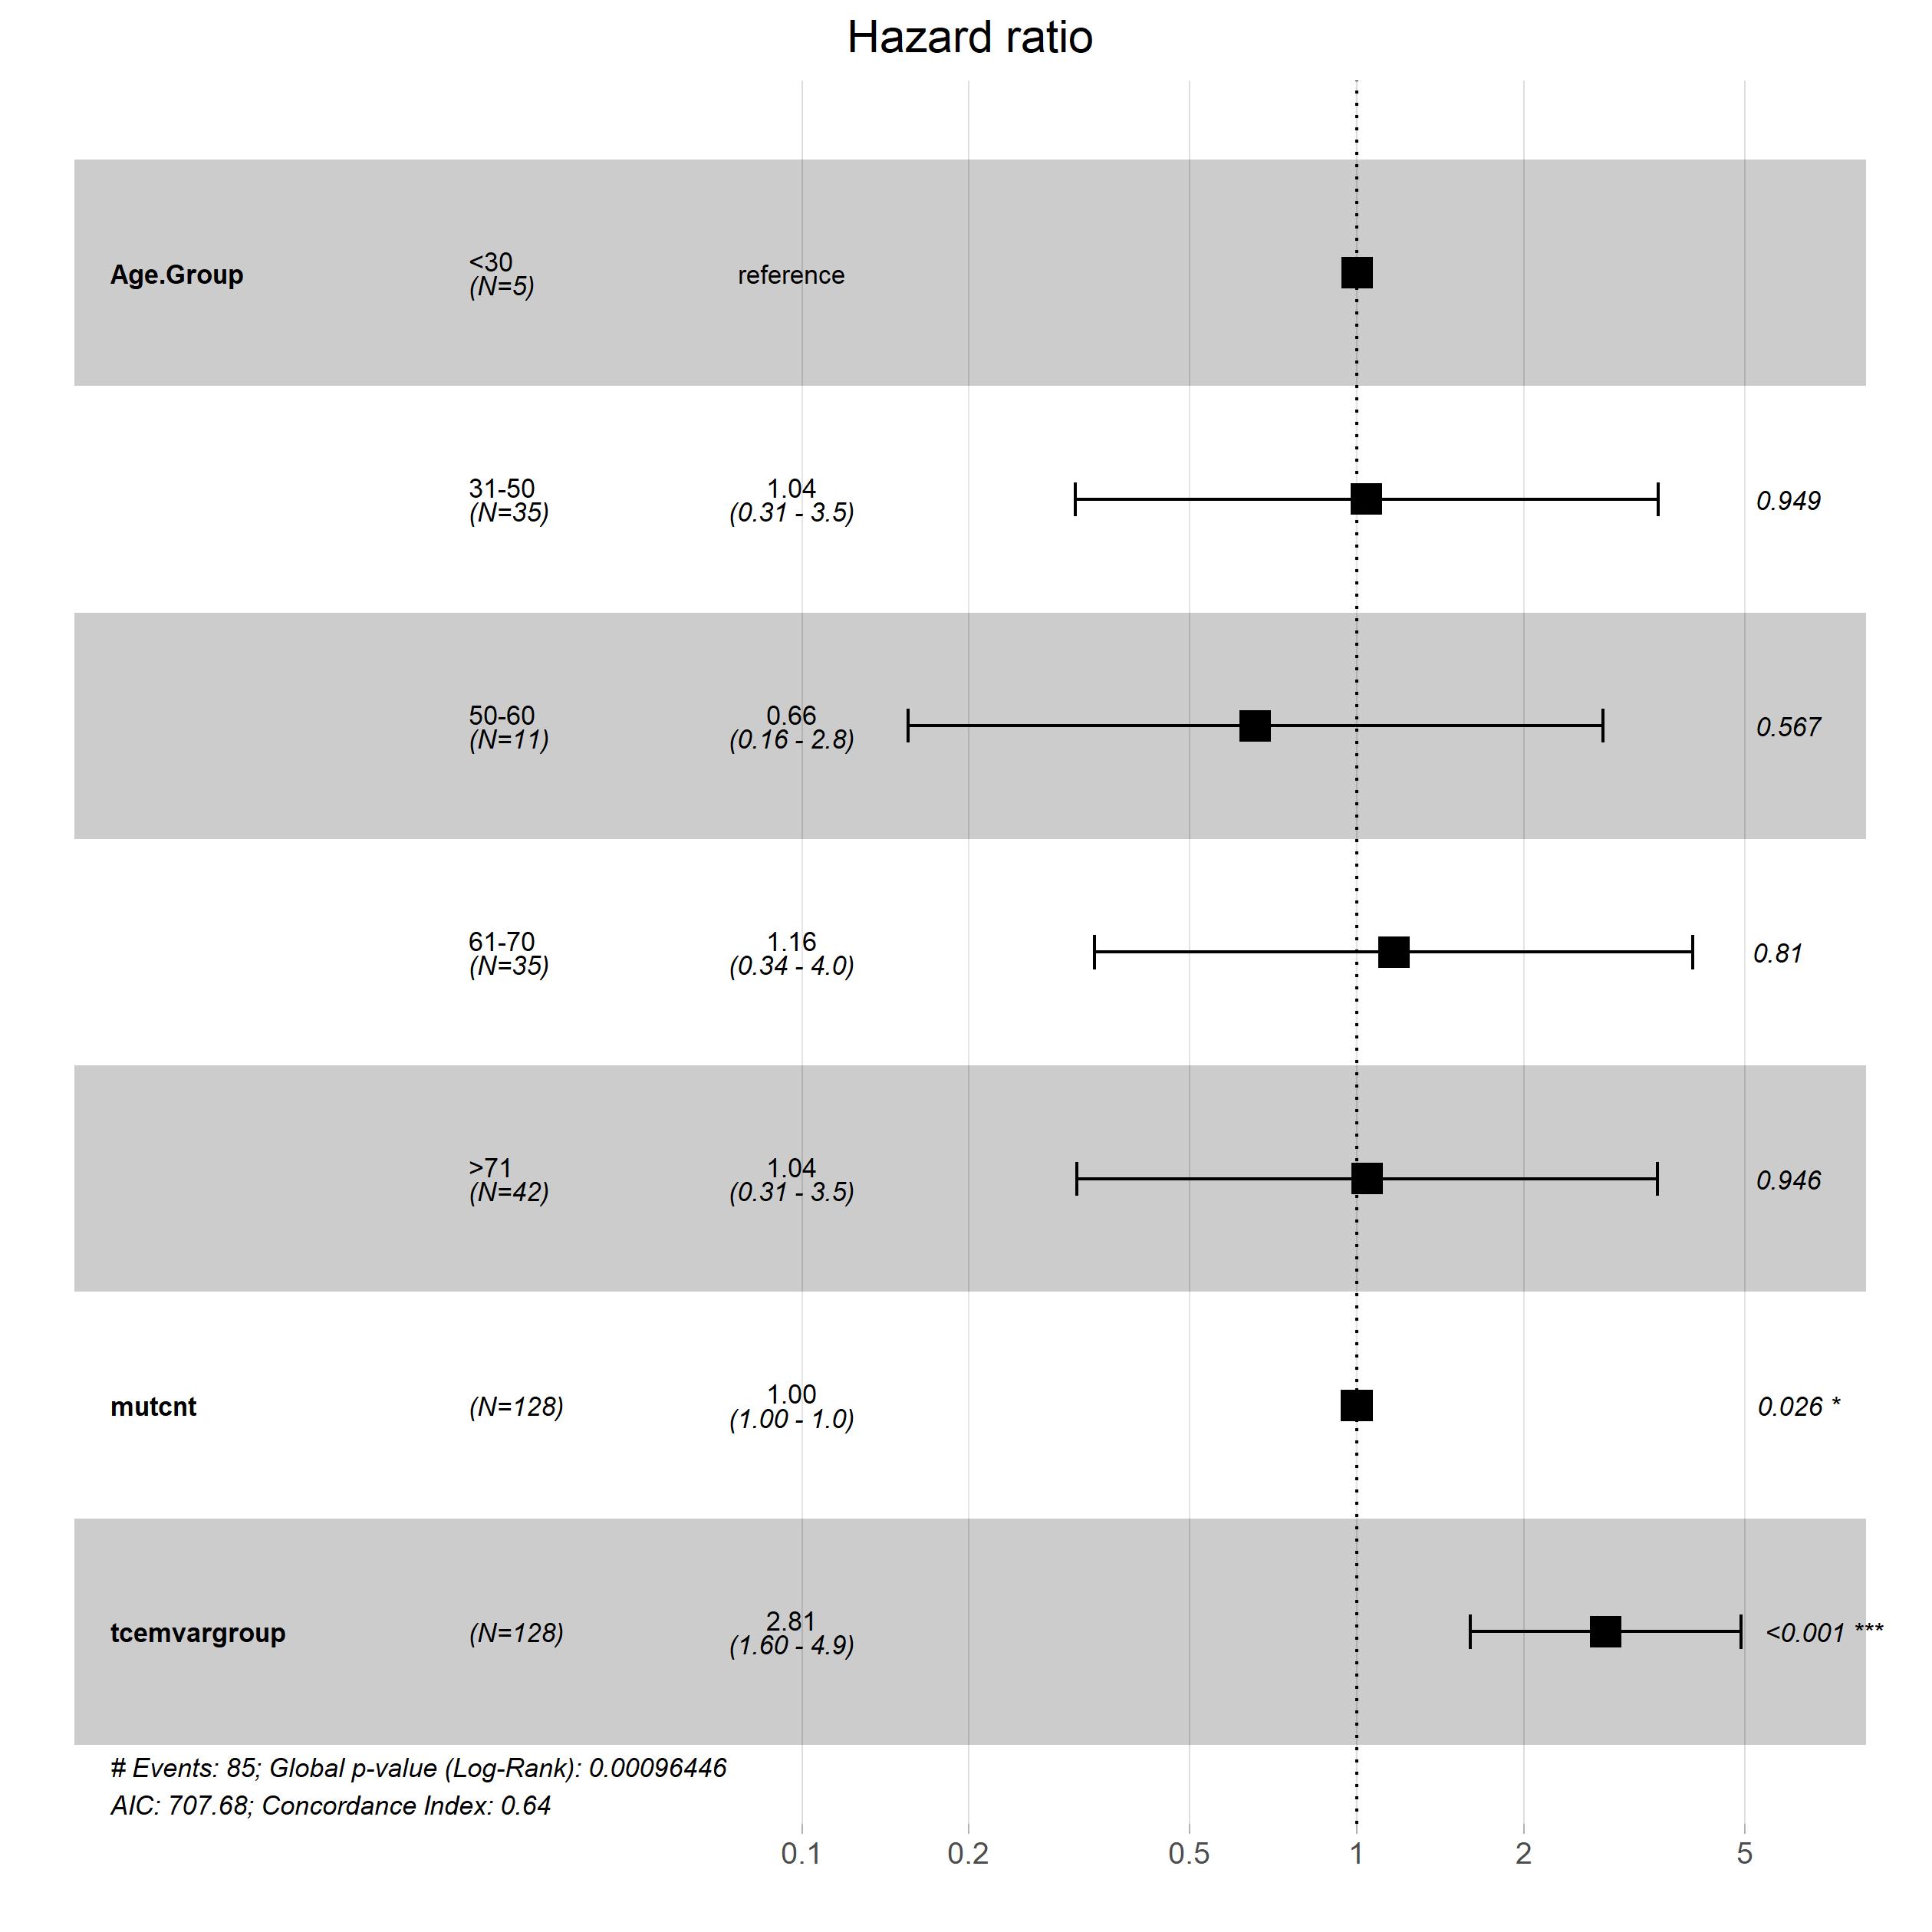 Hazard ratio
Age.Group <30 reference
(N=5)
31-50 1.04
(N=35) (0.31 - 3.5) 0.949
50-60 0.66
(N=11) (0.16 - 2.8) 0.567
61-70 1.16
(N=35) (0.34 - 4.0) 0.81
>71 1.04
(N=42) (0.31 - 3.5) 0.946
mutcnt (N=128) 1.00
(1.00 - 1.0) 0.026 *
tcemvargroup (N=128) 2.81
(1.60 - 4.9) <0.001 ***
# Events: 85; Global p-value (Log-Rank): 0.00096446
AIC: 707.68; Concordance Index: 0.64
0.1 0.2 0.5 1 2 5